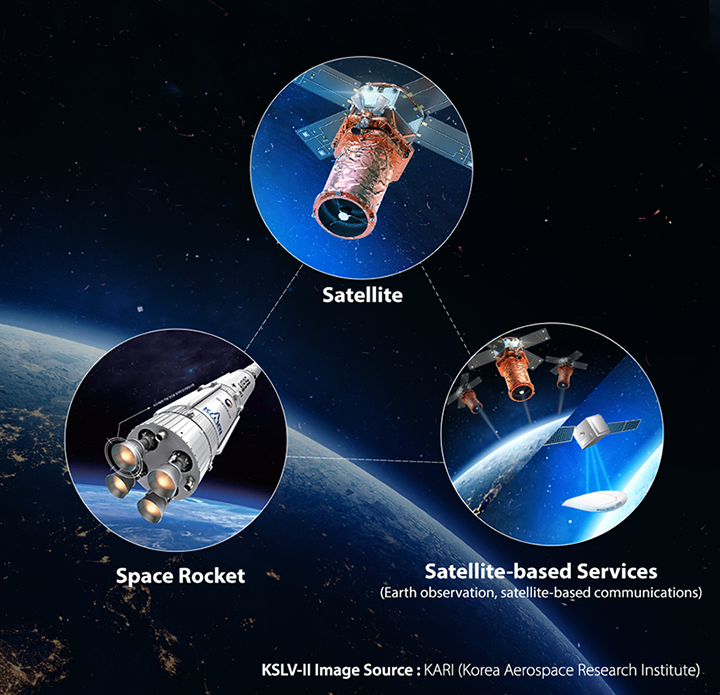 Satellite
KARI
Space Rocket
Satellite-based Services
(Earth observation, satellite-based communications)
KSLV-II Image Source : KARI (Korea Aerospace Research Institute)